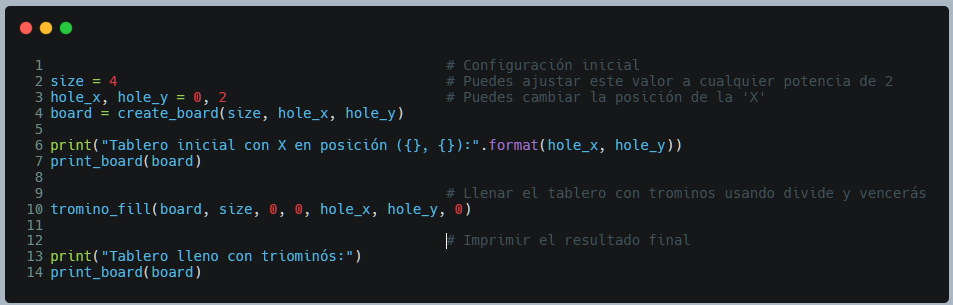 1 # Configuración inicial
2 size = 4 # Puedes ajustar este valor a cualquier potencia de 2
3 hole_x, hole_y = 0, 2 # Puedes cambiar la posición de la 'X'
4 board = create_board(size, hole_x, hole_y)
5
6 print("Tablero inicial con X en posición ({}, {}):".format(hole_x, hole_y))
7 print_board(board)
8
9 # Llenar el tablero con trominos usando divide y vencerás
10 tromino_fill(board, size, 0, 0, hole_x, hole_y, 0)
11
12 # Imprimir el resultado final
13 print("Tablero lleno con triominós:")
14 print_board(board)